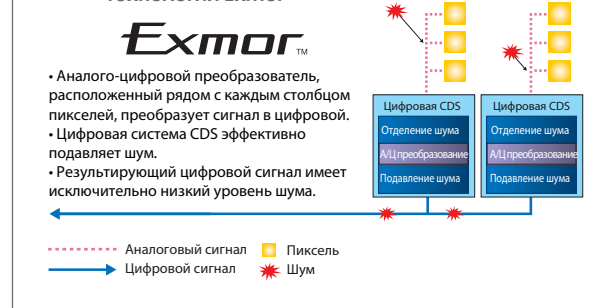 Exmor TM
• Аналого-цифровой преобразователь,
расположенный рядом с каждым столбцом
пикселей, преобразует сигнал в цифровой.
• Цифровая система CDS эффективно
подавляет шум.
• Результирующий цифровой сигнал имеет
исключительно низкий уровень шума.
Цифровая CDS
Отделение шума
А/Ц преобразование
Подавление шума
Цифровая CDS
Отделение шума
А/Ц преобразование
Подавление шума
Аналоговый сигнал
Пиксель
Цифровой сигнал
Шум